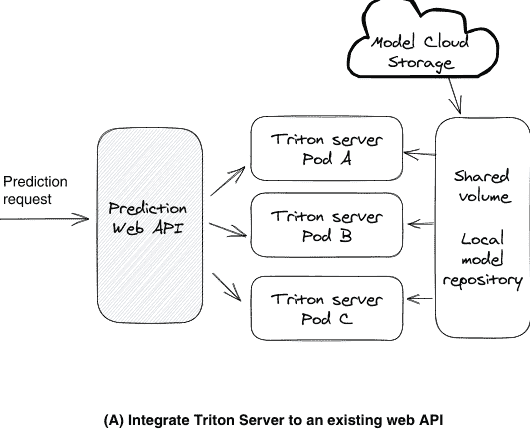 Model Cloud
Storage
Prediction
request
Prediction
Web API
Triton server
Pod A
Triton server
Pod B
Triton server
Pod C
Shared
volume
Local
model
repository
(A) Integrate Triton Server to an existing web API